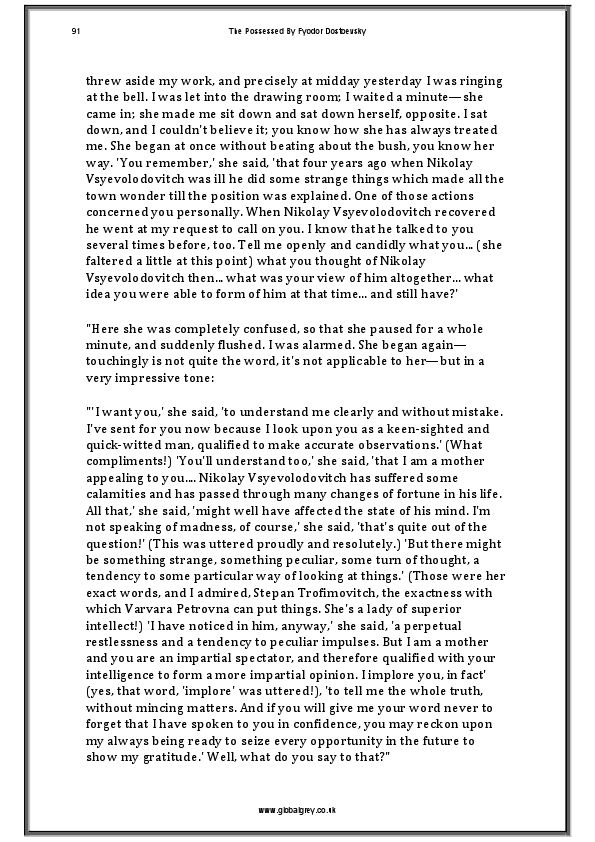 91 The Possessed By Fyodor Dostoevsky
threw aside my work, and precisely at midday yesterday I was ringing
at the bell. I was let into the drawing room; I waited a minute—she
came in; she made me sit down and sat down herself, opposite. I sat
down, and I couldn't believe it; you know how she has always treated
me. She began at once without beating about the bush, you know her
way. 'You remember,' she said, 'that four years ago when Nikolay
Vsyevolodovitch was ill he did some strange things which made all the
town wonder till the position was explained. One of those actions
concerned you personally. When Nikolay Vsyevolodovitch recovered
he went at my request to call on you. I know that he talked to you
several times before, too. Tell me openly and candidly what you... (she
faltered a little at this point) what you thought of Nikolay
Vsyevolodovitch then... what was your view of him altogether... what
idea you were able to form of him at that time... and still have?'
"Here she was completely confused, so that she paused for a whole
minute, and suddenly flushed. I was alarmed. She began again—
touchingly is not quite the word, it's not applicable to her—but in a
very impressive tone:
"'I want you,' she said, 'to understand me clearly and without mistake.
I've sent for you now because I look upon you as a keen-sighted and
quick-witted man, qualified to make accurate observations.' (What
compliments!) 'You'll understand too,' she said, 'that I am a mother
appealing to you.... Nikolay Vsyevolodovitch has suffered some
calamities and has passed through many changes of fortune in his life.
All that,' she said, 'might well have affected the state of his mind. I'm
not speaking of madness, of course,' she said, 'that's quite out of the
question!' (This was uttered proudly and resolutely.) 'But there might
be something strange, something peculiar, some turn of thought, a
tendency to some particular way of looking at things.' (Those were her
exact words, and I admired, Stepan Trofimovitch, the exactness with
which Varvara Petrovna can put things. She's a lady of superior
intellect!) 'I have noticed in him, anyway,' she said, 'a perpetual
restlessness and a tendency to peculiar impulses. But I am a mother
and you are an impartial spectator, and therefore qualified with your
intelligence to form a more impartial opinion. I implore you, in fact'
(yes, that word, 'implore' was uttered!), 'to tell me the whole truth,
without mincing matters. And if you will give me your word never to
forget that I have spoken to you in confidence, you may reckon upon
my always being ready to seize every opportunity in the future to
show my gratitude.' Well, what do you say to that?"
www.globalgrey.co.uk